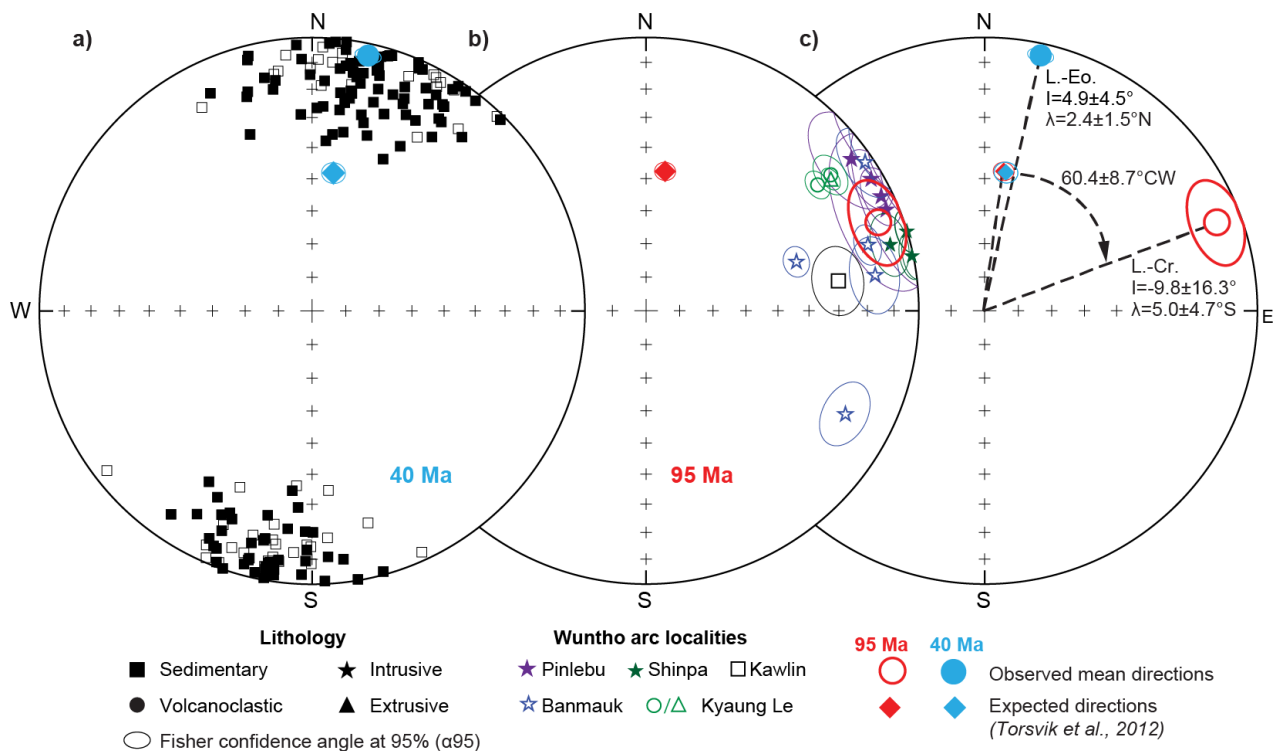 a)
N
b)
N
c)
N
L.-Eo.
I=4.9±4.5°
λ=2.4±1.5°N
60.4±8.7°CW
L.-Cr.
I=-9.8±16.3°
λ=5.0±4.7°S
W
E
40 Ma
95 Ma
S
S
S
Lithology
Sedimentary
Intrusive
Volcanoclastic
Extrusive
Fisher confidence angle at 95% (α95)
Wuntho arc localities
Pinlebu
Shinpa
Kawlin
Banmauk
/
Kyaung Le
95 Ma
40 Ma
Observed mean directions
Expected directions
(Torsvik et al., 2012)